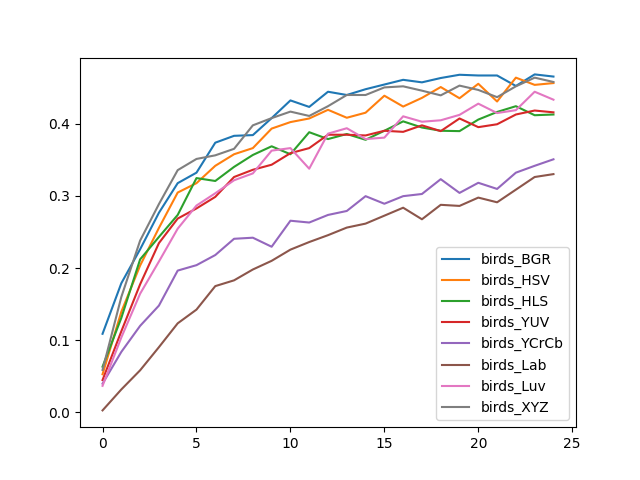 0.4
0.3
0.2
0.1
0.0
0 5 10 15 20 25
birds_BGR
birds_HSV
birds_HLS
birds_YUV
birds_YCrCb
birds_Lab
birds_Luv
birds_XYZ